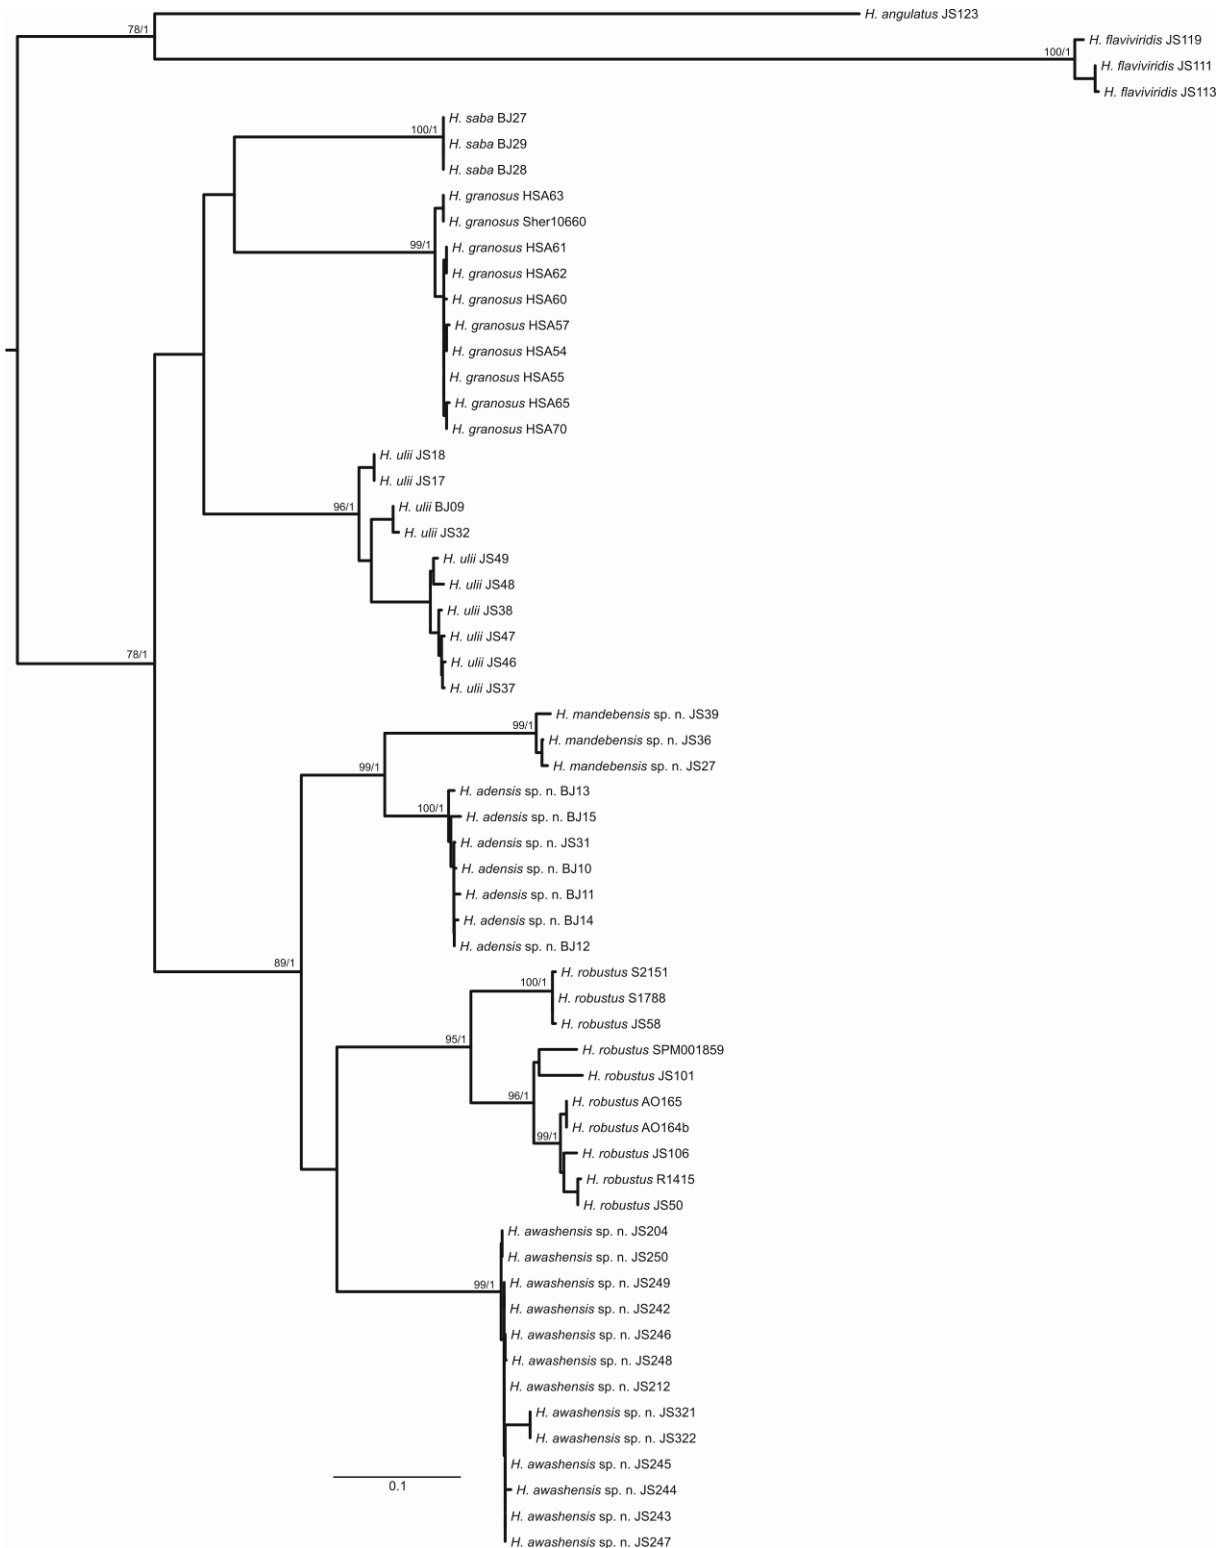 H. angulatus JS123
78/1
H. flaviviridis JS119
100/1
H. flaviviridis JS111
H. flaviviridis JS113
H. saba BJ27
100/1
H. saba BJ29
H. saba BJ28
H. granosus HSA63
H. granosus Sher10660
99/1
H. granosus HSA61
H. granosus HSA62
H. granosus HSA60
H. granosus HSA57
H. granosus HSA54
H. granosus HSA55
H. granosus HSA65
H. granosus HSA70
H. ulii JS18
H. ulii JS17
96/1
H. ulii BJ09
H. ulii JS32
H. ulii JS49
H. ulii JS48
H. ulii JS38
H. ulii JS47
78/1
H. ulii JS46
H. ulii JS37
H. mandebensis sp. n. JS39
99/1
H. mandebensis sp. n. JS36
99/1
H. mandebensis sp. n. JS27
H. adensis sp. n. BJ13
100/1
H. adensis sp. n. BJ15
H. adensis sp. n. JS31
H. adensis sp. n. BJ10
H. adensis sp. n. BJ11
H. adensis sp. n. BJ14
H. adensis sp. n. BJ12
89/1
H. robustus S2151
100/1
H. robustus S1788
H. robustus JS58
95/1
H. robustus SPM001859
H. robustus JS101
96/1
H. robustus AO165
H. robustus AO164b
99/1
H. robustus JS106
H. robustus R1415
H. robustus JS50
H. awashensis sp. n. JS204
H. awashensis sp. n. JS250
99/1
H. awashensis sp. n. JS249
H. awashensis sp. n. JS242
H. awashensis sp. n. JS246
H. awashensis sp. n. JS248
H. awashensis sp. n. JS212
H. awashensis sp. n. JS321
H. awashensis sp. n. JS322
H. awashensis sp. n. JS245
0.1
H. awashensis sp. n. JS244
H. awashensis sp. n. JS243
H. awashensis sp. n. JS247